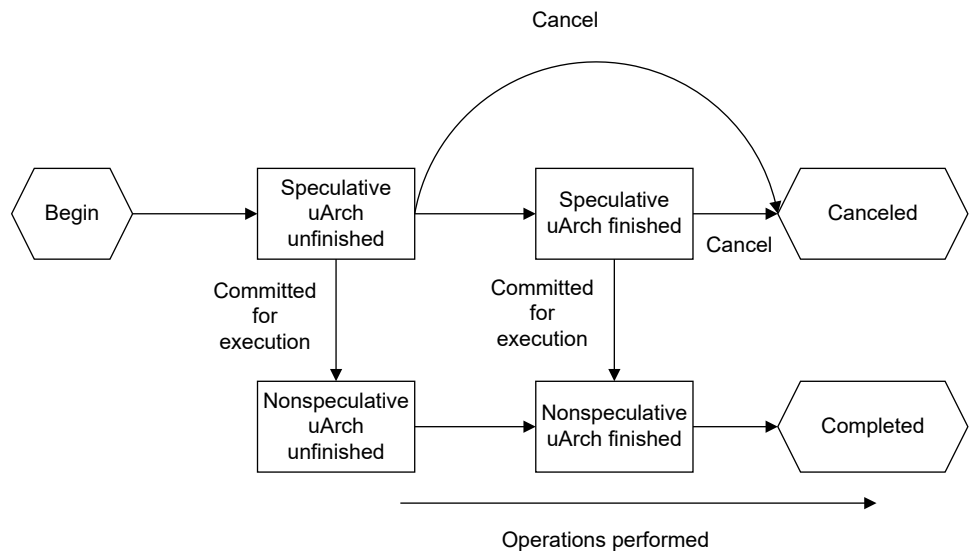 Cancel
Begin
Speculative
uArch
unfinished
Speculative
uArch finished
Canceled
Cancel
Committed
for
execution
Committed
for
execution
Nonspeculative
uArch
unfinished
Nonspeculative
uArch finished
Completed
Operations performed